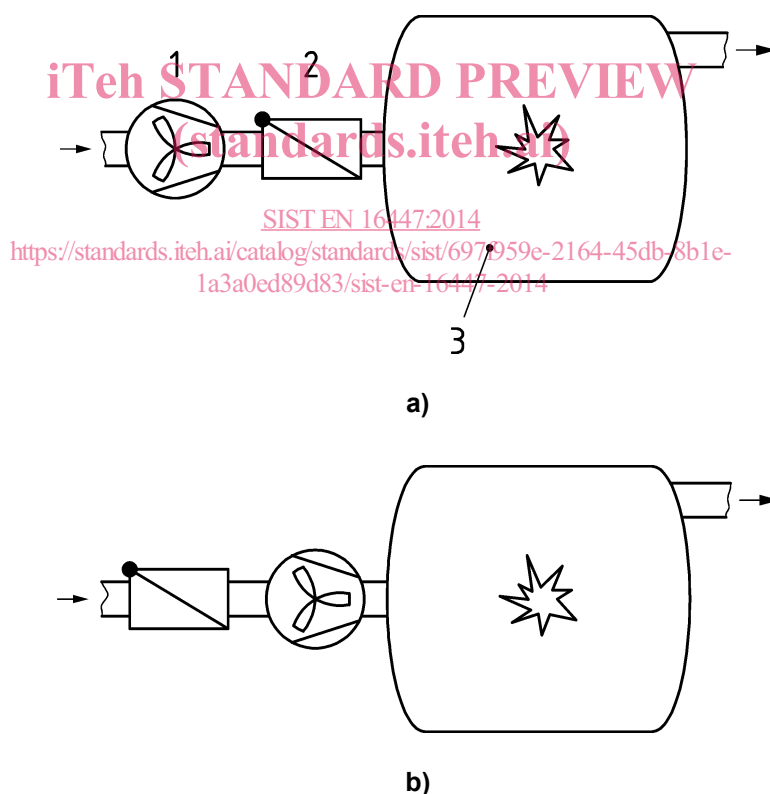 1 2
iTeh STANDARD PREVIEW
(standards.iteh.ai)
SIST EN 16447:2014
https://standards.iteh.ai/catalog/standards/sist/697f959e-2164-45db-8b1e-
1a3a0ed89d83/sist-en-16447-2014
3
a)
b)